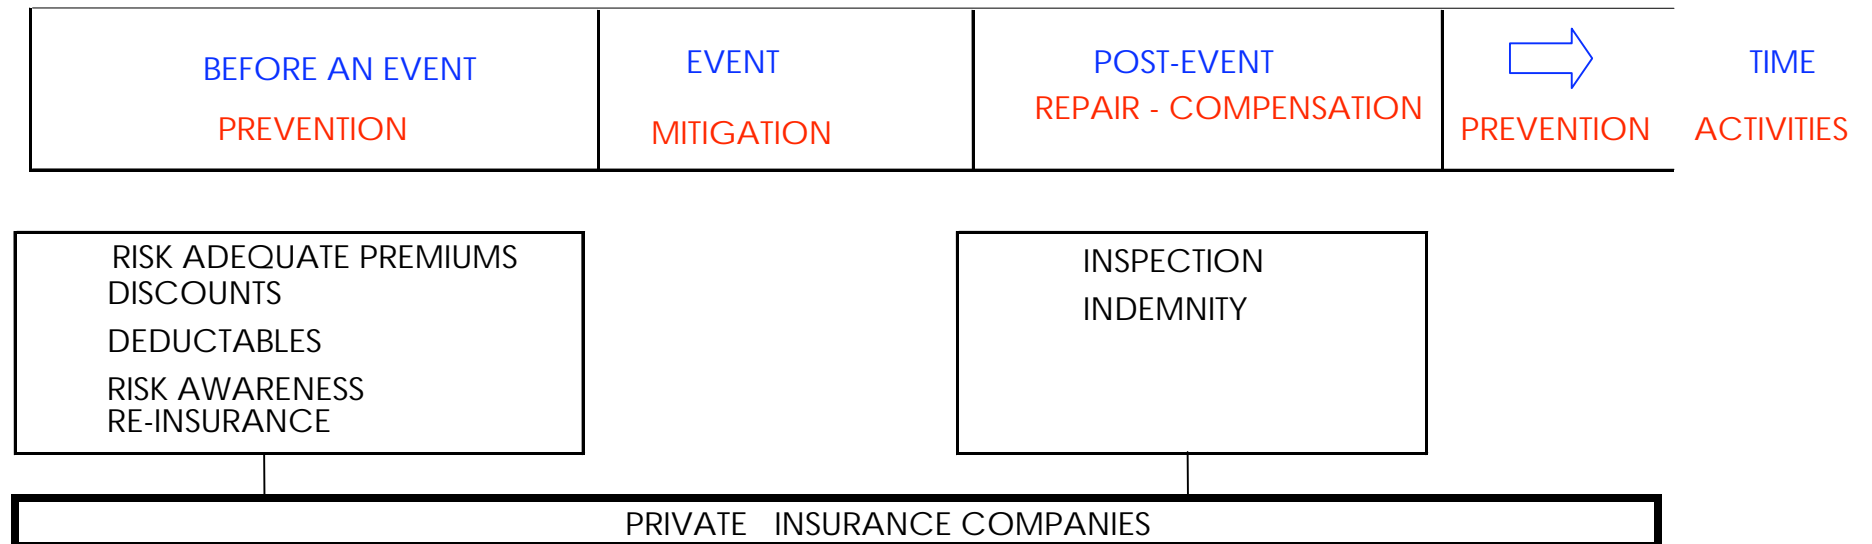 BEFORE AN EVENT
PREVENTION
EVENT
MITIGATION
POST-EVENT
REPAIR - COMPENSATION
PREVENTION
TIME
ACTIVITIES
RISK ADEQUATE PREMIUMS
DISCOUNTS
DEDUCTABLES
RISK AWARENESS
RE-INSURANCE
INSPECTION
INDEMNITY
PRIVATE INSURANCE COMPANIES